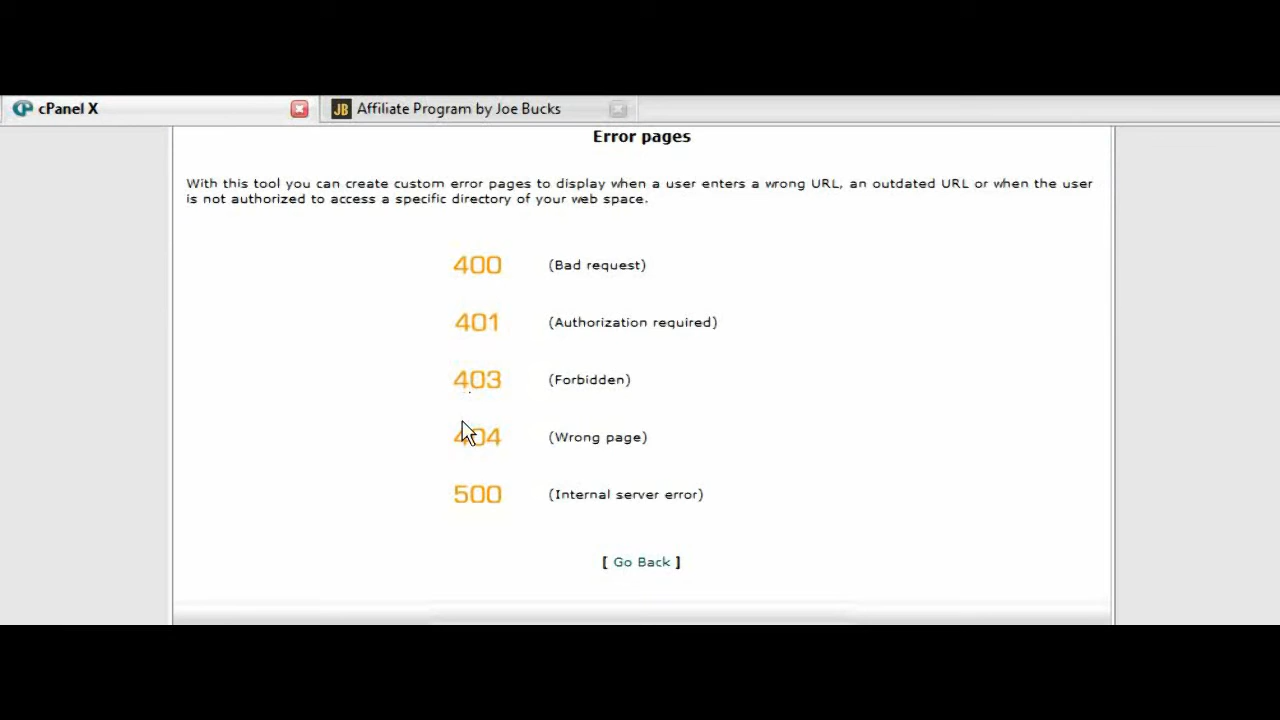 cPanel X
JB Affiliate Program by Joe Bucks
Error pages
With this tool you can create custom error pages to display when a user enters a wrong URL, an outdated URL or when the user
is not authorized to access a specific directory of your web space.
400 (Bad request)
401 (Authorization required)
403 (Forbidden)
404 (Wrong page)
500 (Internal server error)
[ Go Back ]